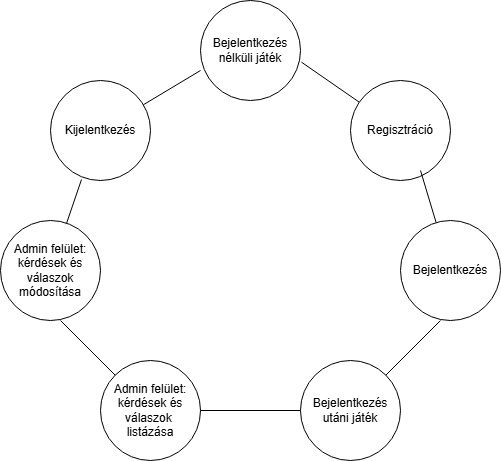 Bejelentkezés
nélküli játék
Kijelentkezés
Regisztráció
Admin felület:
kérdések és
válaszok
módosítása
Bejelentkezés
Admin felület:
kérdések és
válaszok
listázása
Bejelentkezés
utáni játék